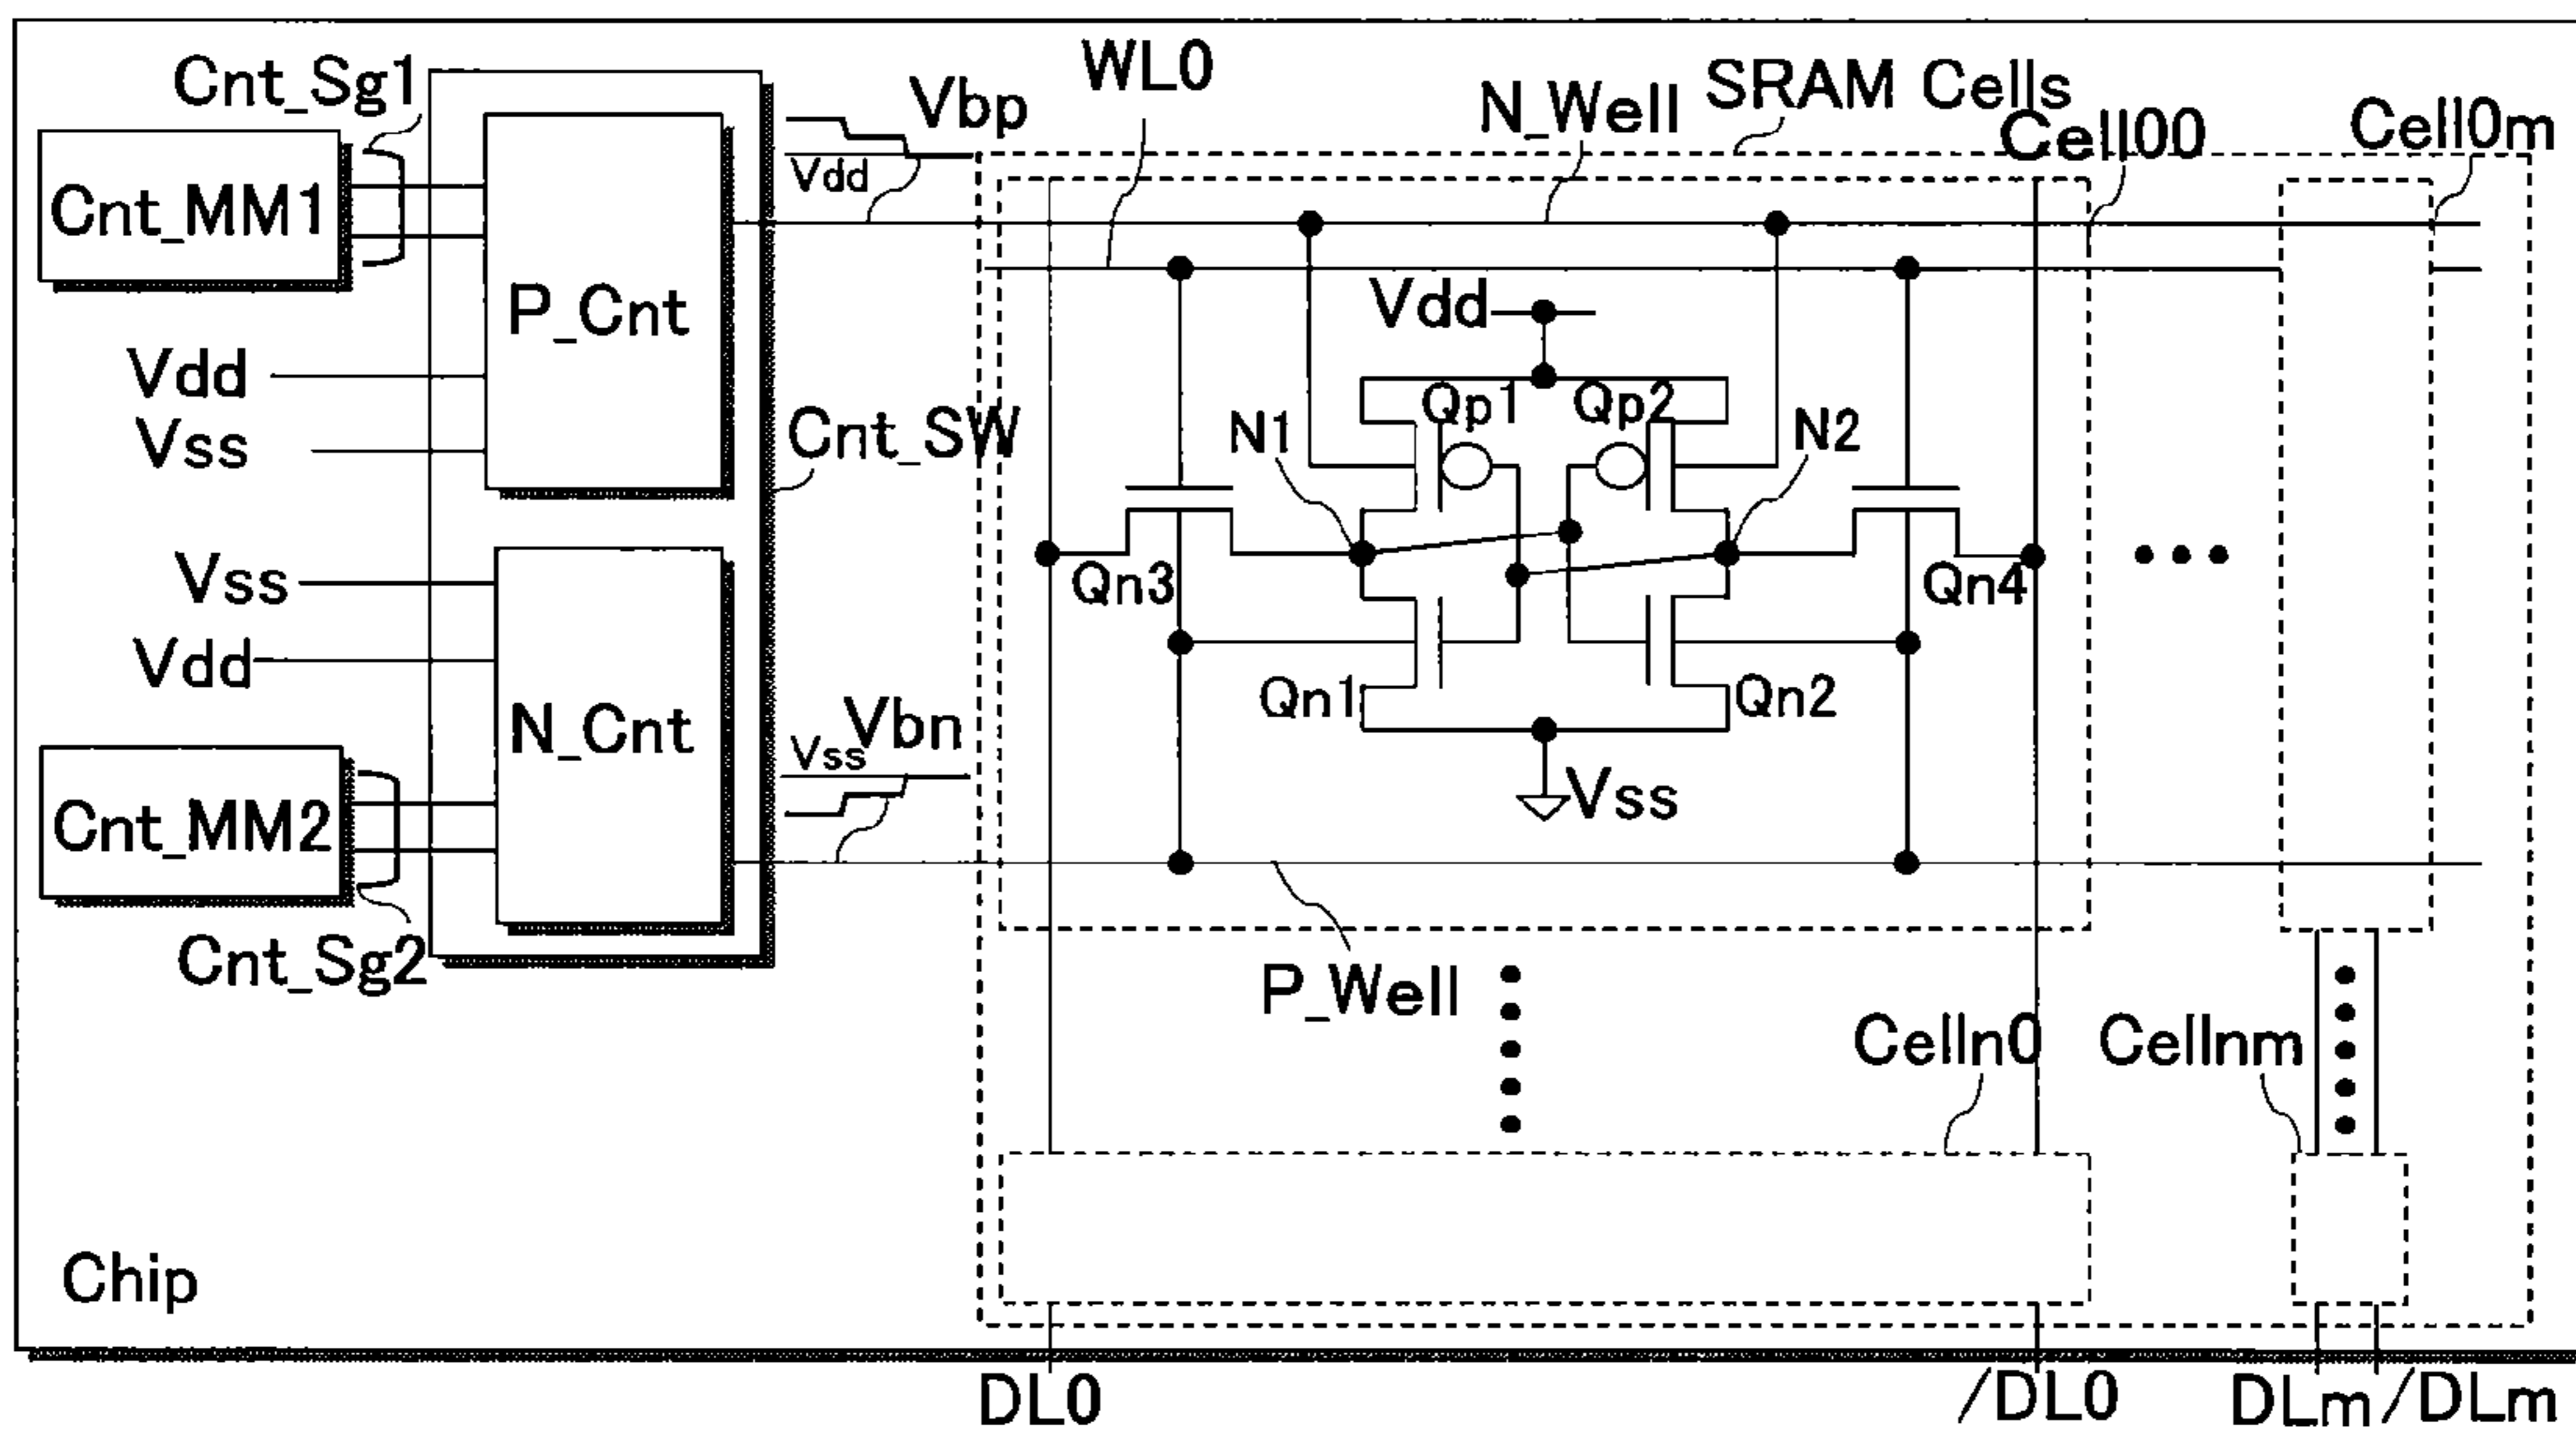 Cnt_Sg1
Vbp
WL0
N_Well
SRAM Cells
Cell00
Cell0m
Cnt_MM1
Vdd
P_Cnt
Vdd
Vdd
Vss
Cnt_SW
Qp1
Qp2
N1
N2
Qn3
Qn4
Vss
Vdd
N_Cnt
Qn1
Qn2
Vbn
Vss
Vss
Cnt_MM2
Cnt_Sg2
P_Well
Celln0
Cellnm
Chip
DL0
/DL0
DLm
/DLm